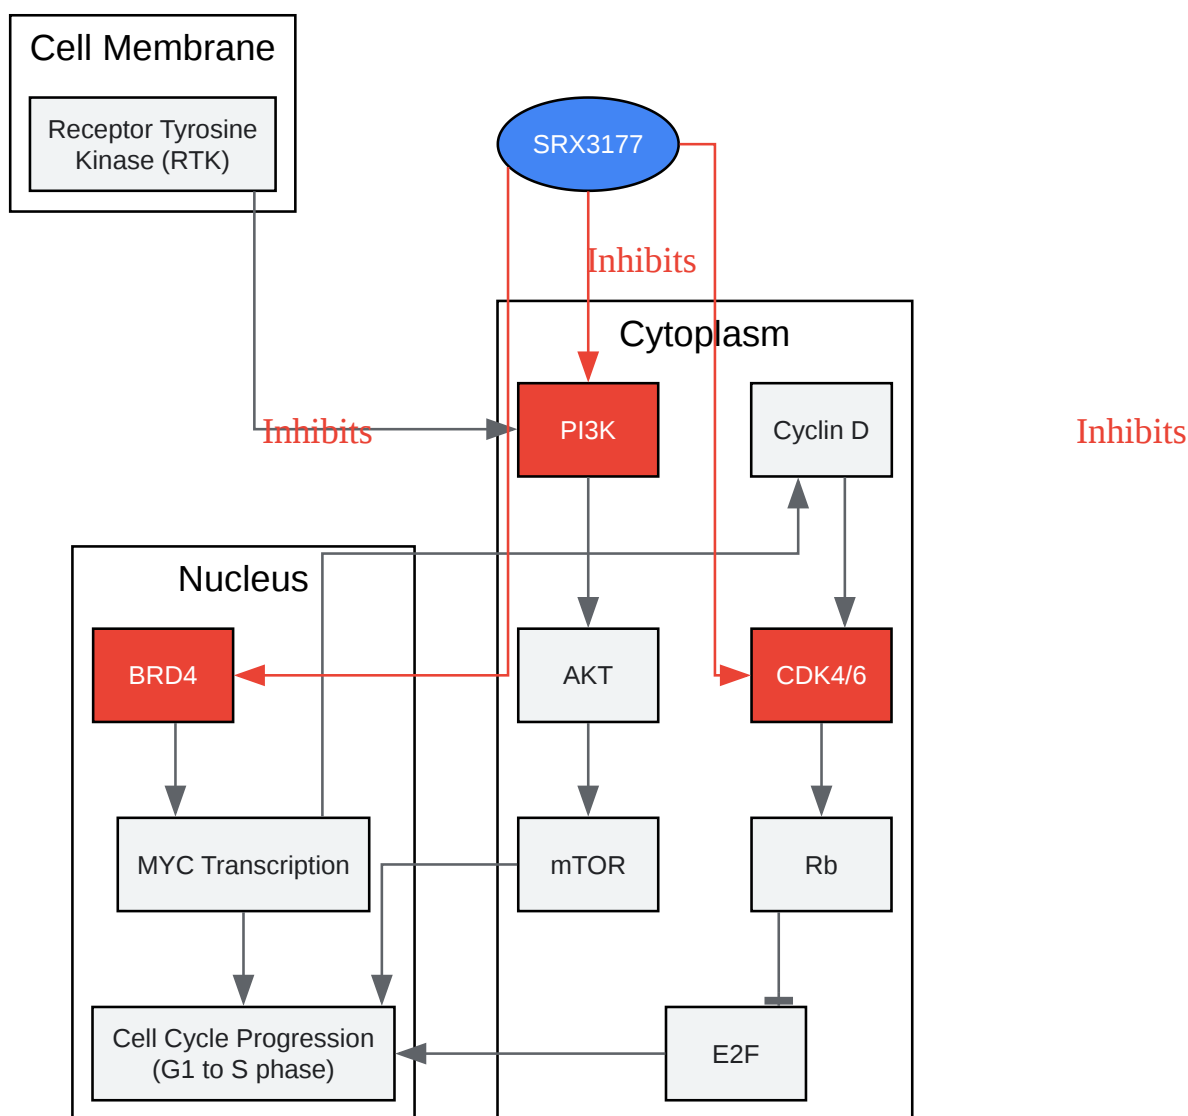 Cell Membrane
Receptor Tyrosine
Kinase (RTK)
SRX3177
Inhibits
Cytoplasm
Inhibits
PI3K
Cyclin D
Inhibits
Nucleus
BRD4
AKT
CDK4/6
MYC Transcription
mTOR
Rb
Cell Cycle Progression
(G1 to S phase)
E2F